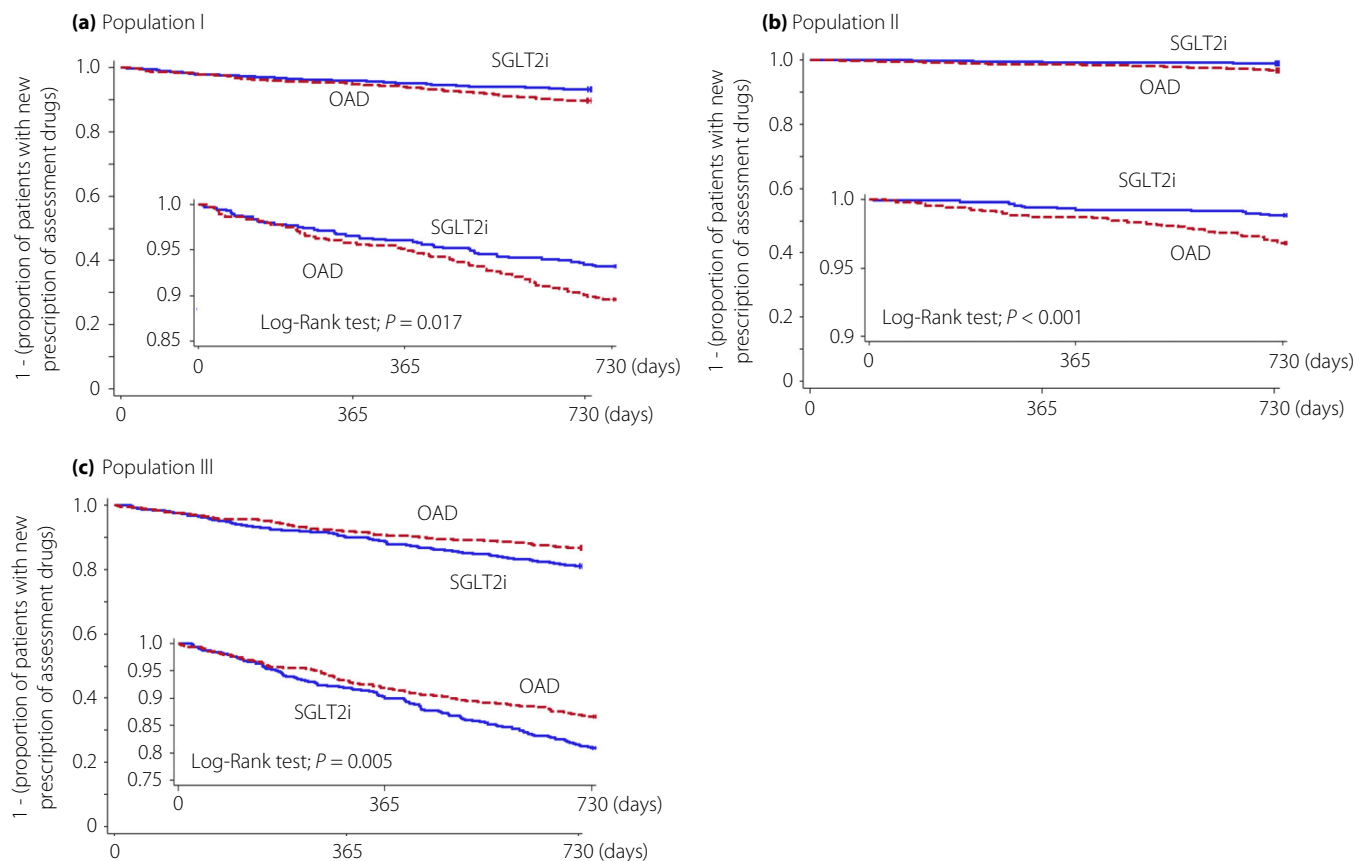 (a) Population I
1 - (proportion of patients with new
prescription of assessment drugs)
1.0
0.8
0.6
0.4
0.2
0
SGLT2i
OAD
1.0
0.95
0.9
0.85
SGLT2i
OAD
Log-Rank test; P = 0.017
0
365
730 (days)
0
365
730 (days)
(b) Population II
1 - (proportion of patients with new
prescription of assessment drugs)
1.0
0.8
0.6
0.4
0.2
0
SGLT2i
OAD
1.0
0.95
0.9
SGLT2i
OAD
Log-Rank test; P < 0.001
0
365
730 (days)
0
365
730 (days)
(c) Population III
1 - (proportion of patients with new
prescription of assessment drugs)
1.0
0.8
0.6
0.4
0.2
0
OAD
SGLT2i
1.0
0.95
0.9
0.85
0.8
0.75
OAD
SGLT2i
Log-Rank test; P = 0.005
0
365
730 (days)
0
365
730 (days)